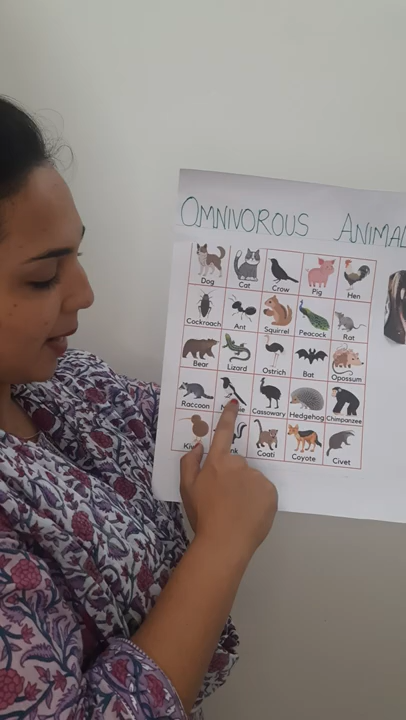 OMNIVOROUS ANIMAL
Dog Cat Crow Pig Hen
Cockroach Ant Squirrel Peacock Rat
Bear Lizard Ostrich Bat Opossum
Raccoon Cassowary Hedgehog Chimpanzee
Coati Coyote Civet